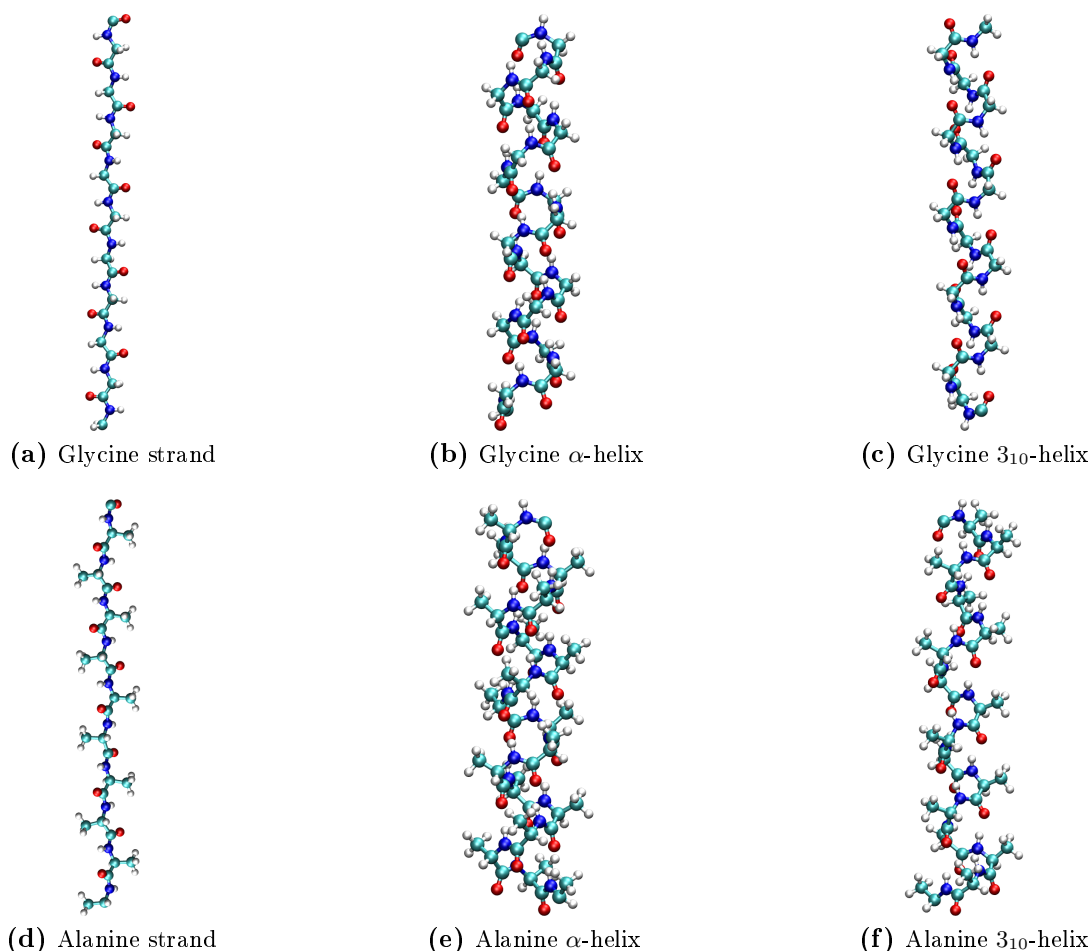 (a) Glycine strand
(b) Glycine α-helix
(c) Glycine 3₁₀-helix
(d) Alanine strand
(e) Alanine α-helix
(f) Alanine 3₁₀-helix